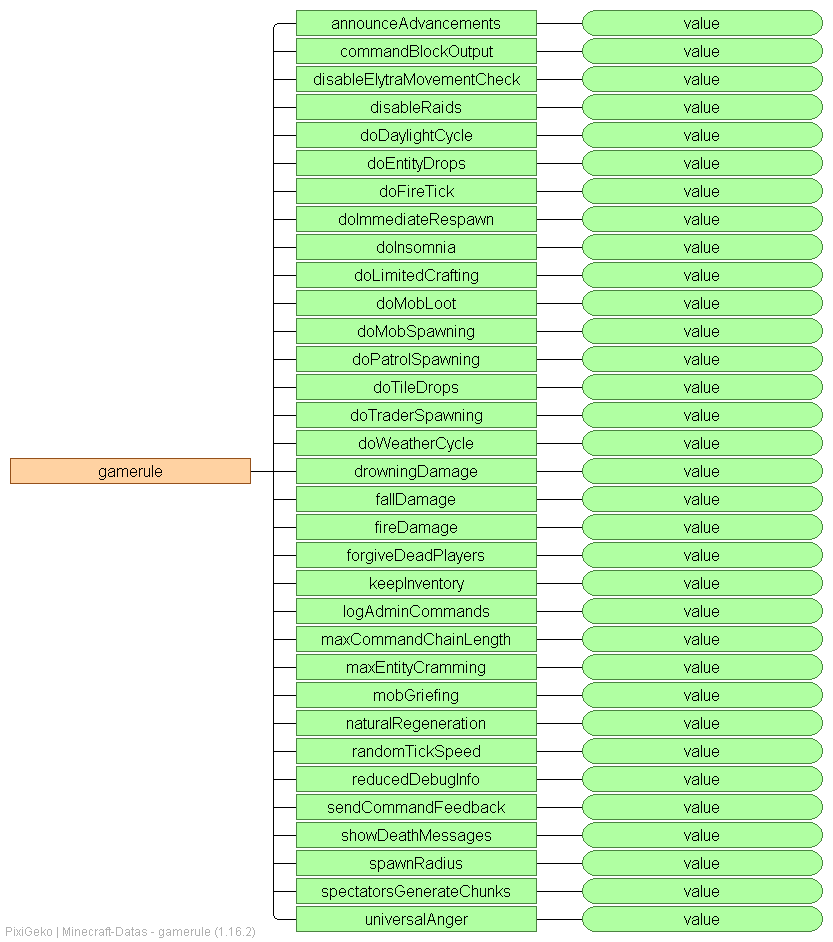 announceAdvancements value
commandBlockOutput value
disableElytraMovementCheck value
disableRaids value
doDaylightCycle value
doEntityDrops value
doFireTick value
doImmediateRespawn value
doInsomnia value
doLimitedCrafting value
doMobLoot value
doMobSpawning value
doPatrolSpawning value
doTileDrops value
doTraderSpawning value
doWeatherCycle value
gamerule drowningDamage value
fallDamage value
fireDamage value
forgiveDeadPlayers value
keepInventory value
logAdminCommands value
maxCommandChainLength value
maxEntityCramming value
mobGriefing value
naturalRegeneration value
randomTickSpeed value
reducedDebugInfo value
sendCommandFeedback value
showDeathMessages value
spawnRadius value
spectatorsGenerateChunks value
universalAnger value
PixiGeko | Minecraft-Datas - gamerule (1.16.2)